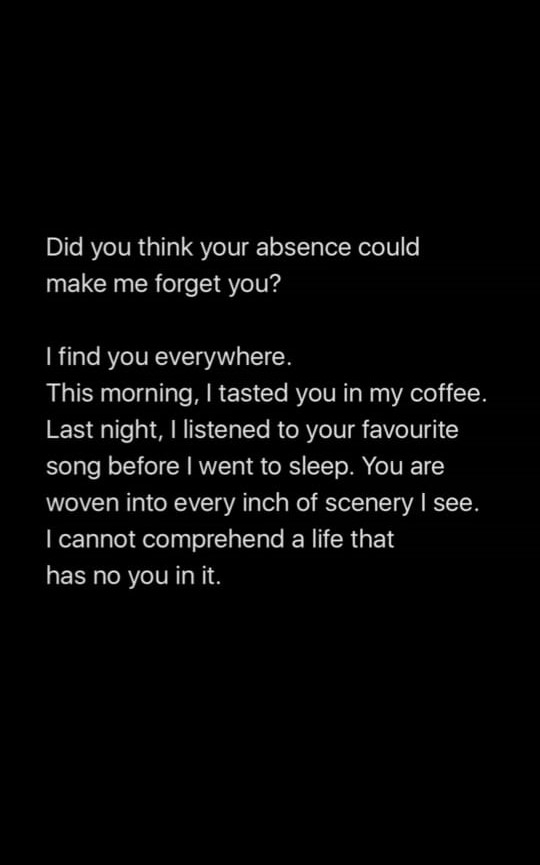 Did you think your absence could
make me forget you?
I find you everywhere.
This morning, I tasted you in my coffee.
Last night, I listened to your favourite
song before I went to sleep. You are
woven into every inch of scenery I see.
I cannot comprehend a life that
has no you in it.